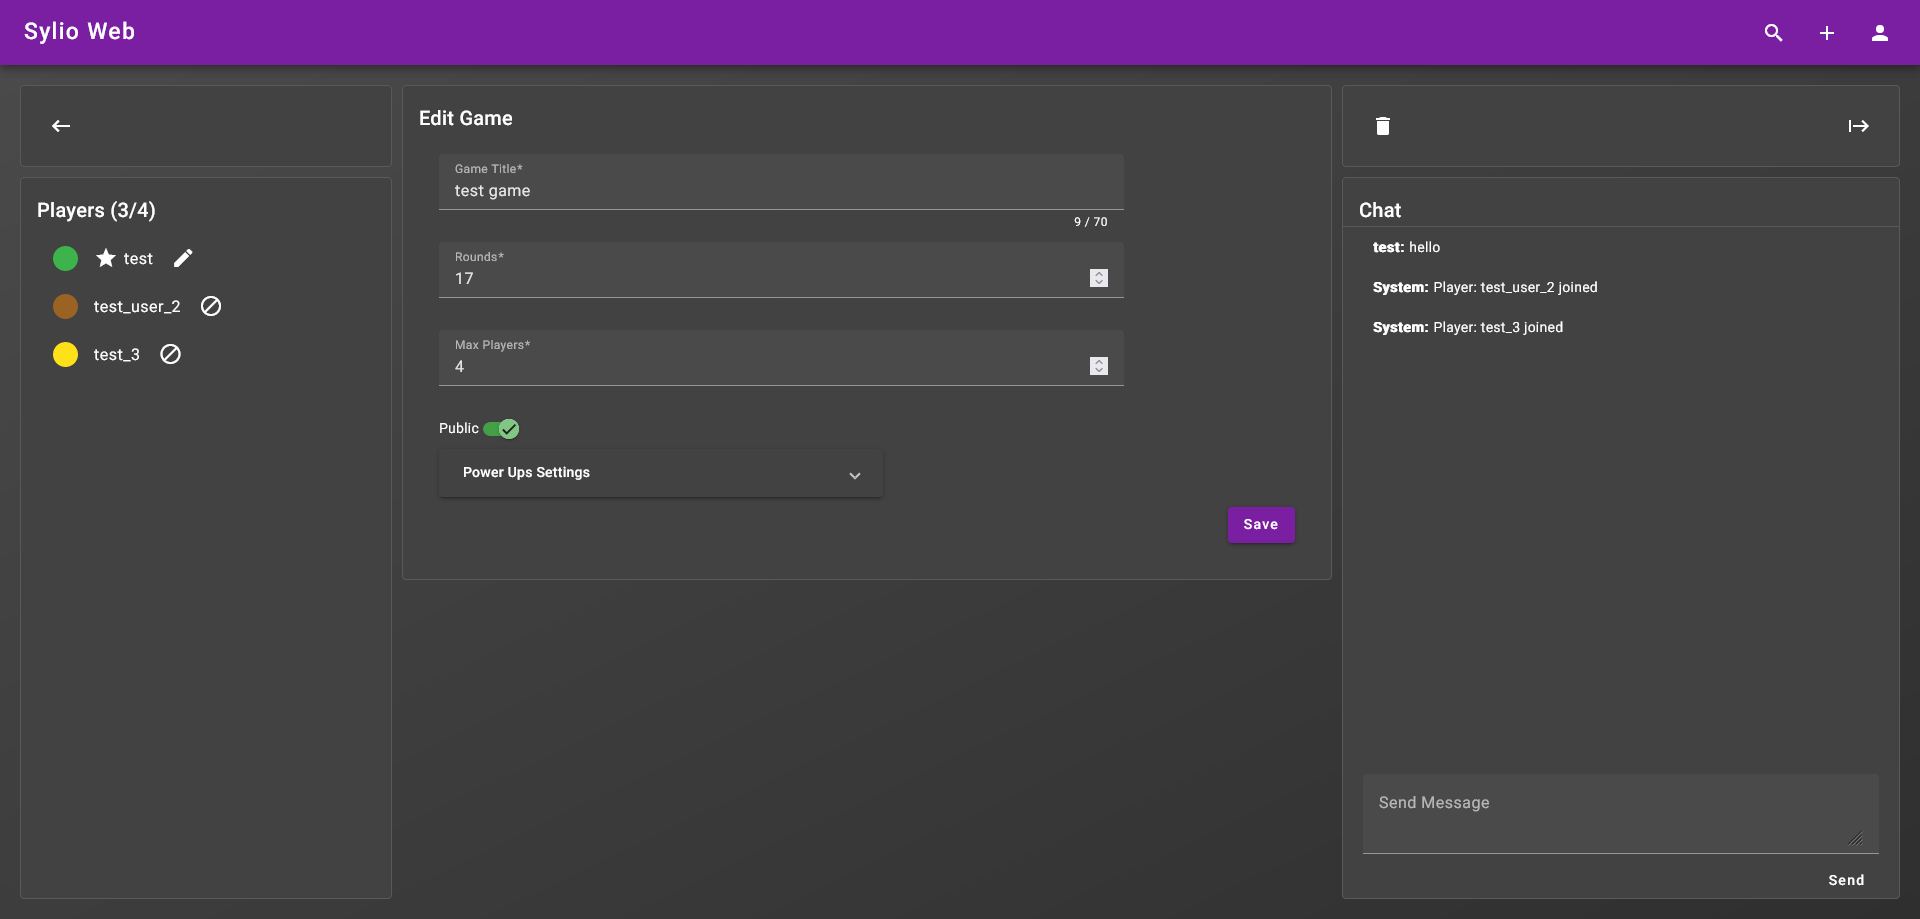 Sylio Web
Players (3/4)
test
test_user_2
test_3
Edit Game
Game Title*
test game
9 / 70
Rounds*
17
Max Players*
4
Public
Power Ups Settings
Save
Chat
test: hello
System: Player: test_user_2 joined
System: Player: test_3 joined
Send Message
Send